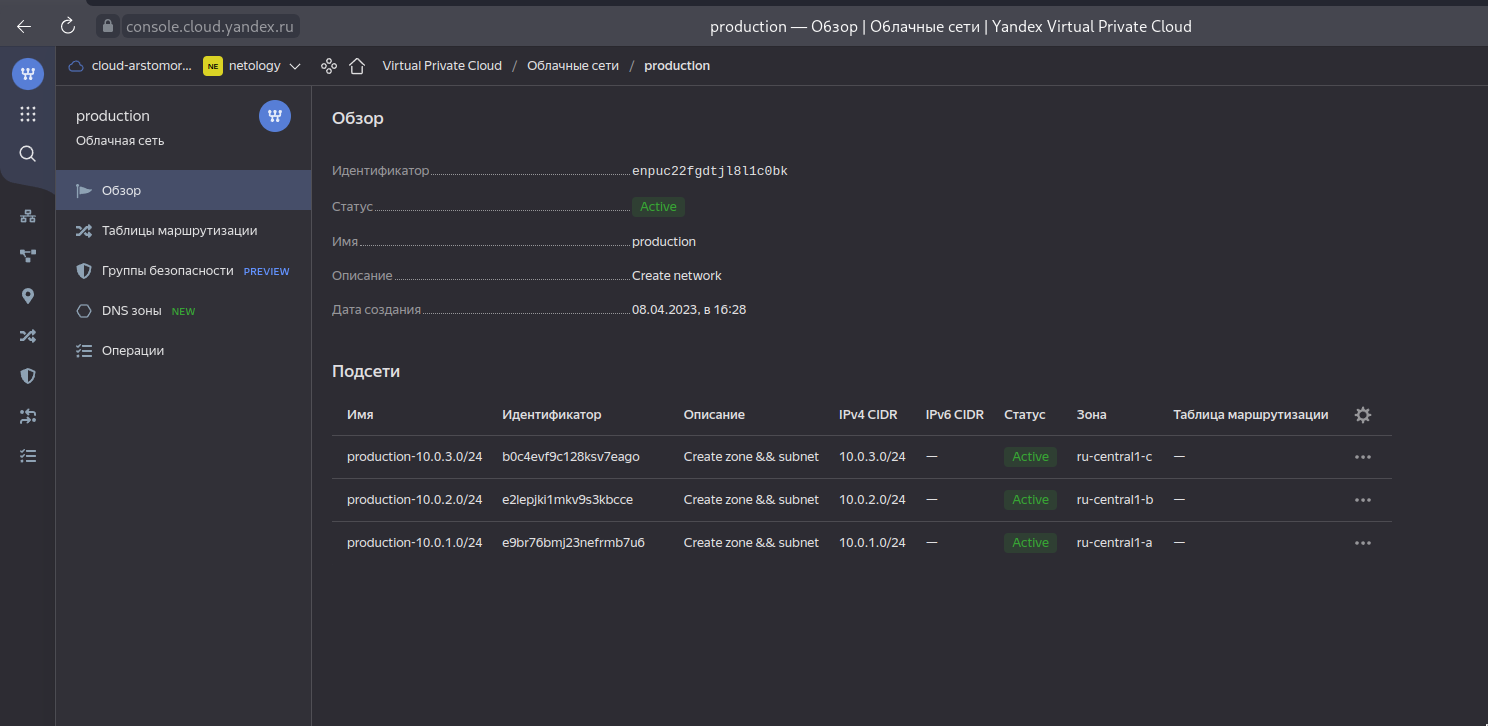 console.cloud.yandex.ru
production — Обзор | Облачные сети | Yandex Virtual Private Cloud
cloud-arstomor... NE netology Virtual Private Cloud / Облачные сети / production
production
Облачная сеть
Обзор
Таблицы маршрутизации
Группы безопасности PREVIEW
DNS зоны NEW
Операции
Обзор
Идентификатор enpuc22fgdtjl8l1c0bk
Статус Active
Имя production
Описание Create network
Дата создания 08.04.2023, в 16:28
Подсети
Имя Идентификатор Описание IPv4 CIDR IPv6 CIDR Статус Зона Таблица маршрутизации
production-10.0.3.0/24 b0c4evf9c128ksv7eago Create zone && subnet 10.0.3.0/24 — Active ru-central1-c —
production-10.0.2.0/24 e2lepjki1mkv9s3kbcce Create zone && subnet 10.0.2.0/24 — Active ru-central1-b —
production-10.0.1.0/24 e9br76bmj23nefrmb7u6 Create zone && subnet 10.0.1.0/24 — Active ru-central1-a —